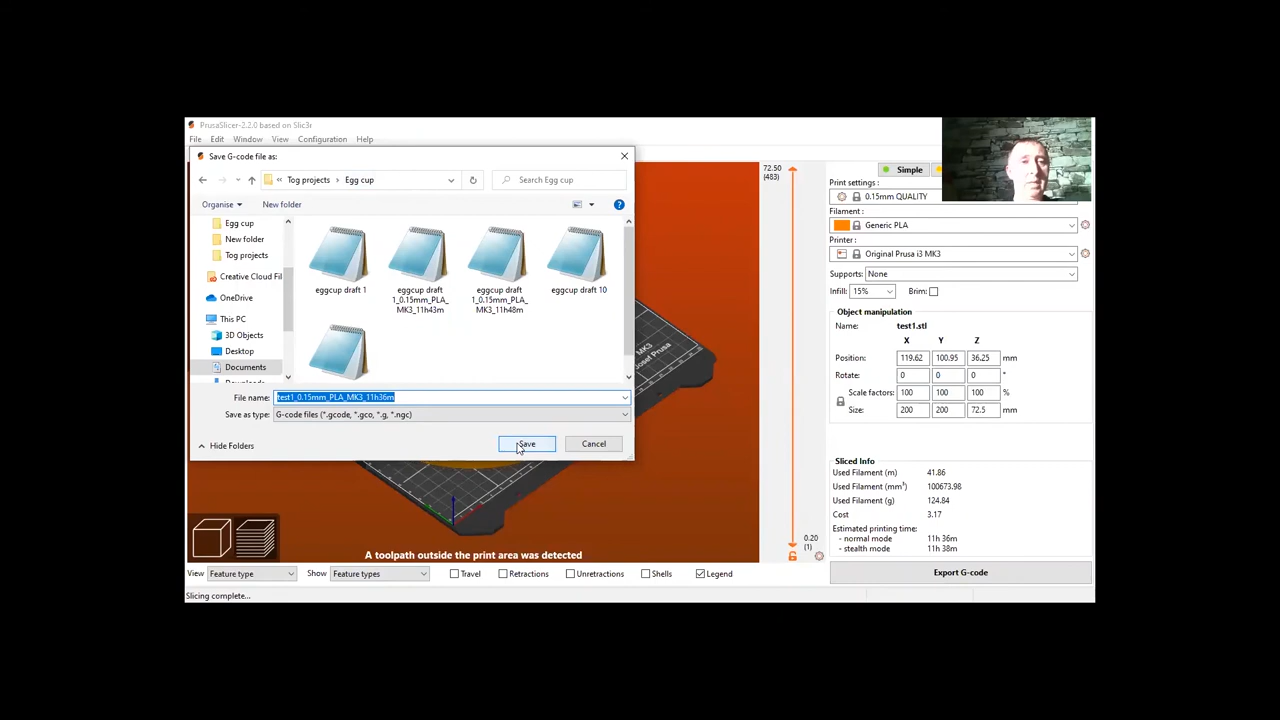 PrusaSlicer-2.2.0 based on Slic3r
File Edit Window View Configuration Help
Save G-code file as:
« Tog projects › Egg cup
Search Egg cup
Organise New folder
Egg cup
New folder
Tog projects
Creative Cloud Fil
OneDrive
This PC
3D Objects
Desktop
Documents
eggcup draft 1
eggcup draft
1_0.15mm_PLA_
MK3_11h43m
eggcup draft
1_0.15mm_PLA_
MK3_11h48m
eggcup draft 10
File name: test1_0.15mm_PLA_MK3_11h36m
Save as type: G-code files (*.gcode, *.gco, *.g, *.ngc)
Hide Folders
Save Cancel
MK3
Josef Prusa
A toolpath outside the print area was detected
72.50
(483)
0.20
(1)
View Feature type Show Feature types Travel Retractions Unretractions Shells Legend
Slicing complete...
Simple
Print settings :
0.15mm QUALITY
Filament :
Generic PLA
Printer :
Original Prusa i3 MK3
Supports: None
Infill: 15% Brim:
Object manipulation
Name: test1.stl
X Y Z
Position: 119.62 100.95 36.25 mm
Rotate: 0 0 0 °
Scale factors: 100 100 100 %
Size: 200 200 72.5 mm
Sliced Info
Used Filament (m) 41.86
Used Filament (mm³) 100673.98
Used Filament (g) 124.84
Cost 3.17
Estimated printing time:
- normal mode 11h 36m
- stealth mode 11h 38m
Export G-code